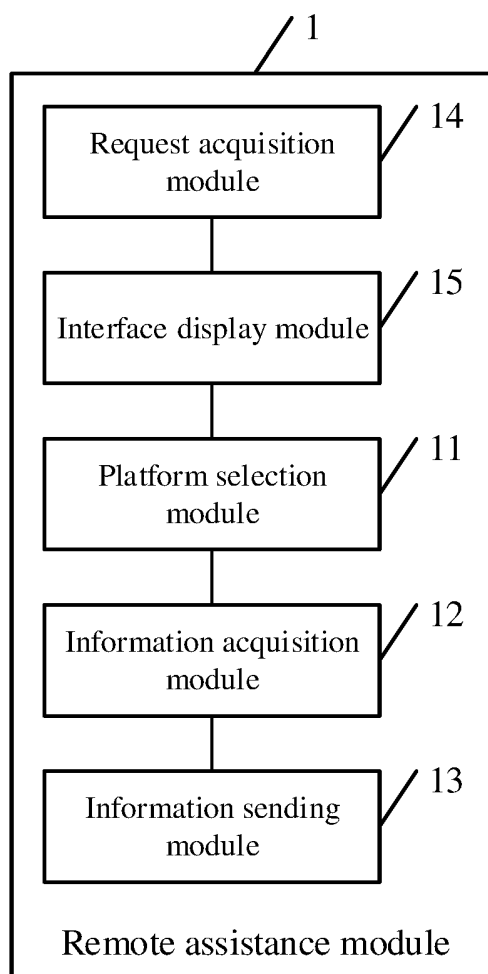 1
Request acquisition
module
14
Interface display module
15
Platform selection
module
11
Information acquisition
module
12
Information sending
module
13
Remote assistance module